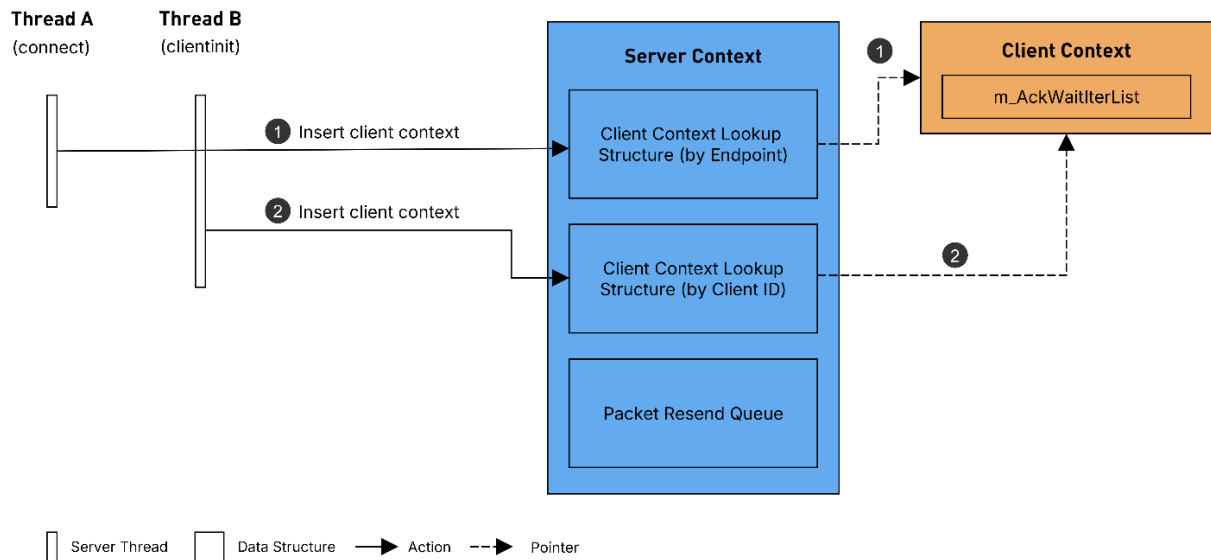 Thread A
(connect)
Thread B
(clientinit)
Server Context
1
Client Context
m_AckWaitIterList
1 Insert client context
Client Context Lookup
Structure (by Endpoint)
2 Insert client context
Client Context Lookup
Structure (by Client ID)
2
Packet Resend Queue
Server Thread
Data Structure
Action
Pointer